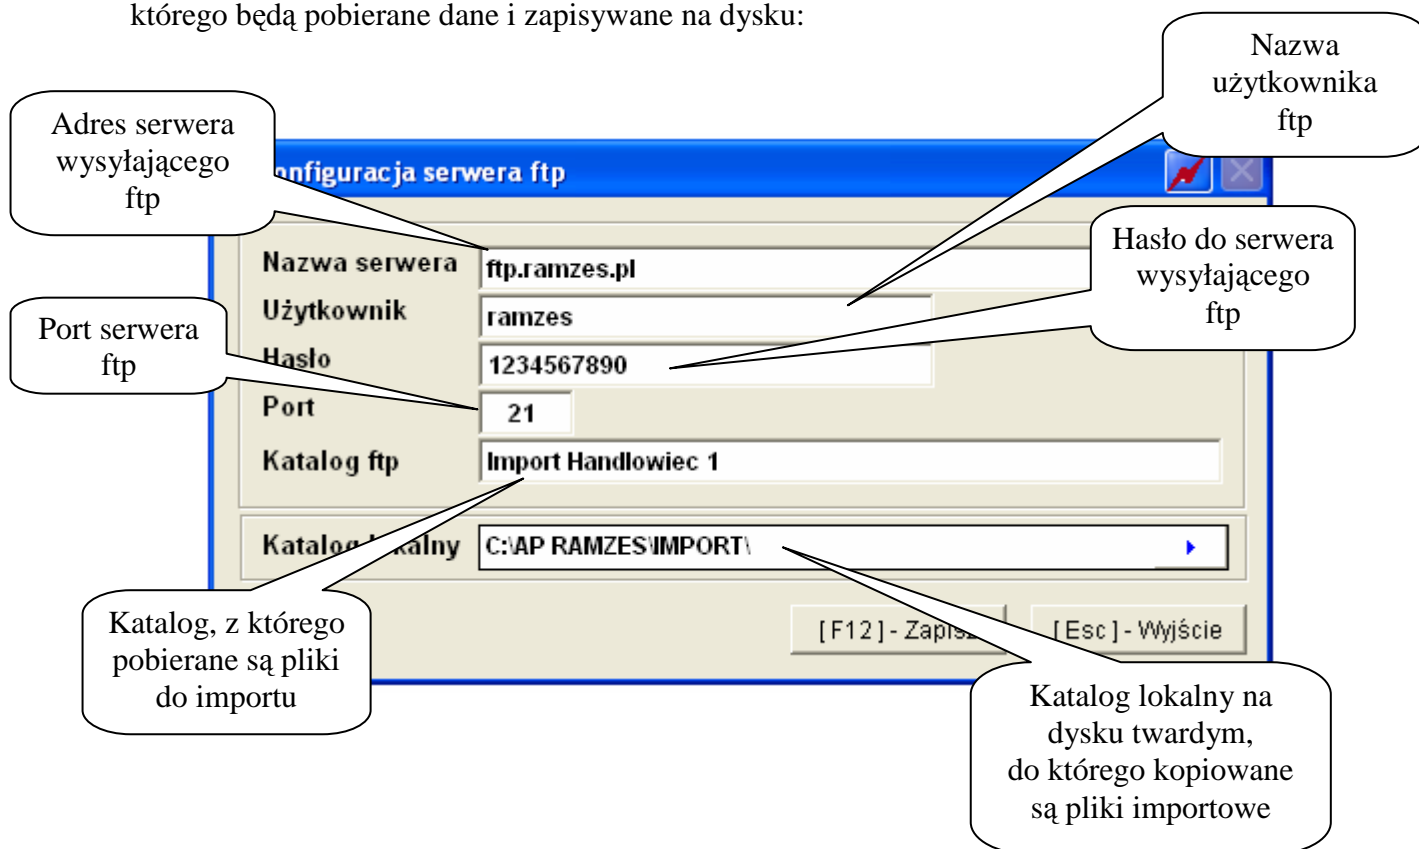 którego będą pobierane dane i zapisywane na dysku:
Nazwa
użytkownika
ftp
Adres serwera
wysyłającego
ftp
onfiguracja serwera ftp
Hasło do serwera
wysyłającego
ftp
Nazwa serwera ftp.ramzes.pl
Użytkownik ramzes
Port serwera
ftp
Hasło 1234567890
Port 21
Katalog ftp Import Handlowiec 1
Katalog lokalny C:\AP RAMZES\IMPORT\
[ F12 ] - Zapisz [ Esc ] - Wyjście
Katalog, z którego
pobierane są pliki
do importu
Katalog lokalny na
dysku twardym,
do którego kopiowane
są pliki importowe